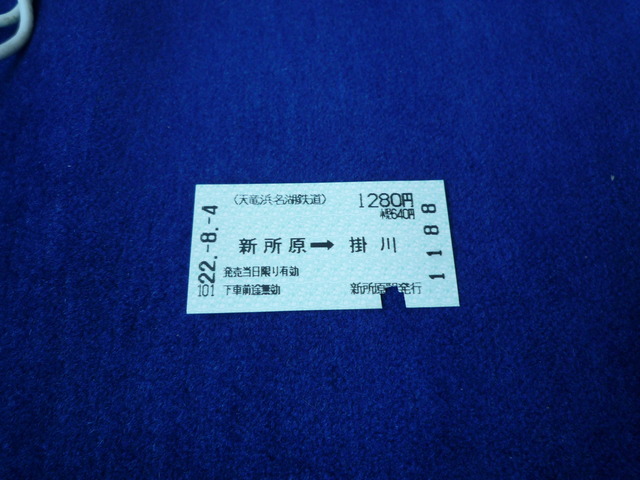 (天竜浜名湖鉄道) 1280円
小児640円
22.-8.-4
新所原→掛川
1188
発売当日限り有効
101 下車前途無効 新所原駅発行